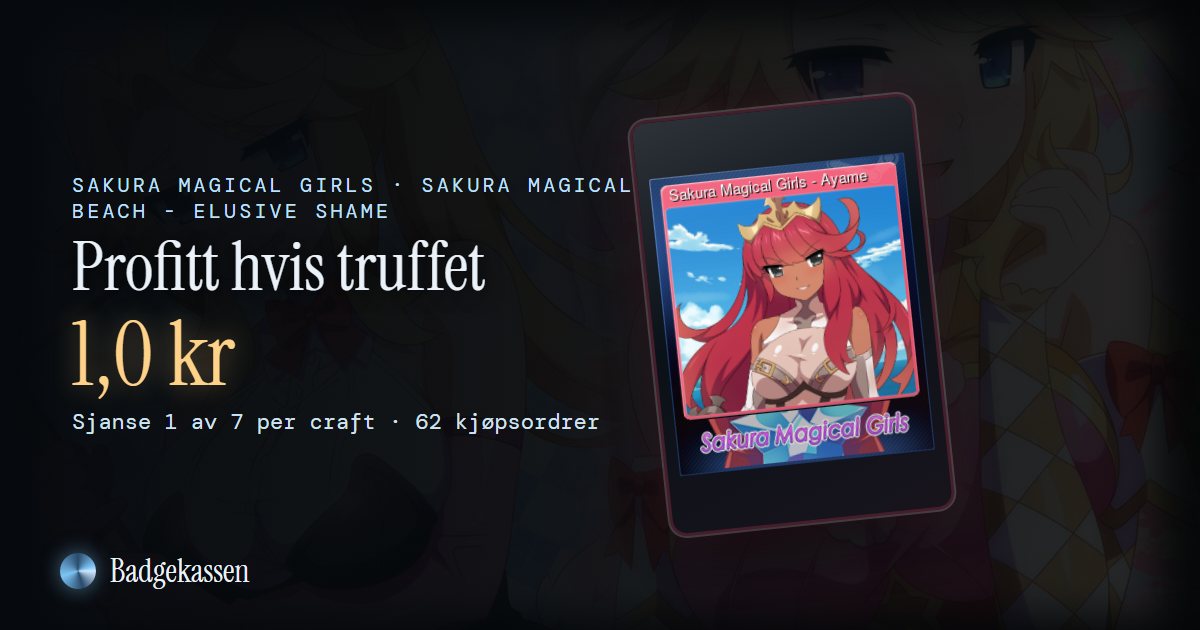 SAKURA MAGICAL GIRLS · SAKURA MAGICAL
BEACH - ELUSIVE SHAME
Profitt hvis truffet
1,0 kr
Sjanse 1 av 7 per craft · 62 kjøpsordrer
Badgekassen
Sakura Magical Girls - Ayame
Sakura Magical Girls